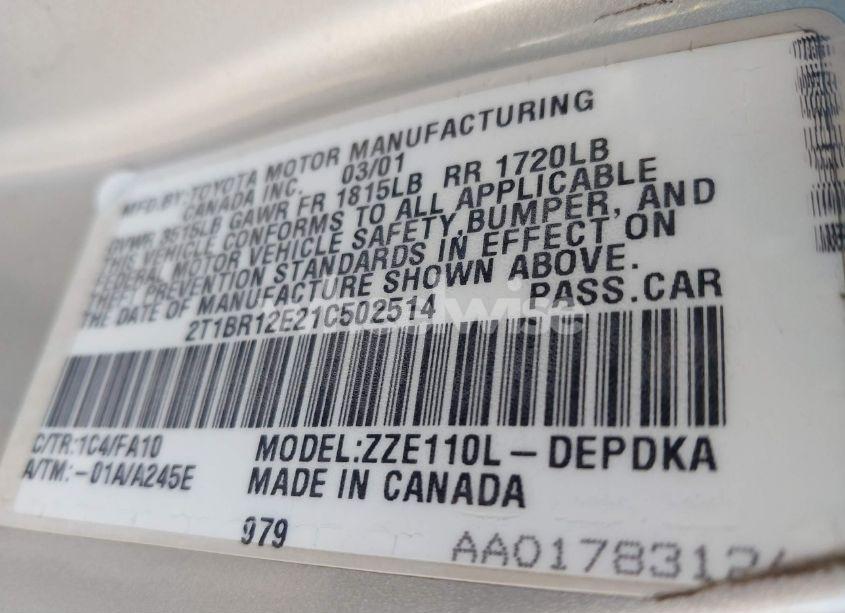 MFD.BY:TOYOTA MOTOR MANUFACTURING
CANADA INC. 03/01
GVWR 3515LB GAWR FR 1815LB RR 1720LB
THIS VEHICLE CONFORMS TO ALL APPLICABLE
FEDERAL MOTOR VEHICLE SAFETY,BUMPER, AND
THEFT PREVENTION STANDARDS IN EFFECT ON
THE DATE OF MANUFACTURE SHOWN ABOVE.
2T1BR12E21C502514 PASS.CAR
C/TR:1C4/FA10 MODEL:ZZE110L-DEPDKA
A/TM:-01A/A245E MADE IN CANADA
979
AA0178312